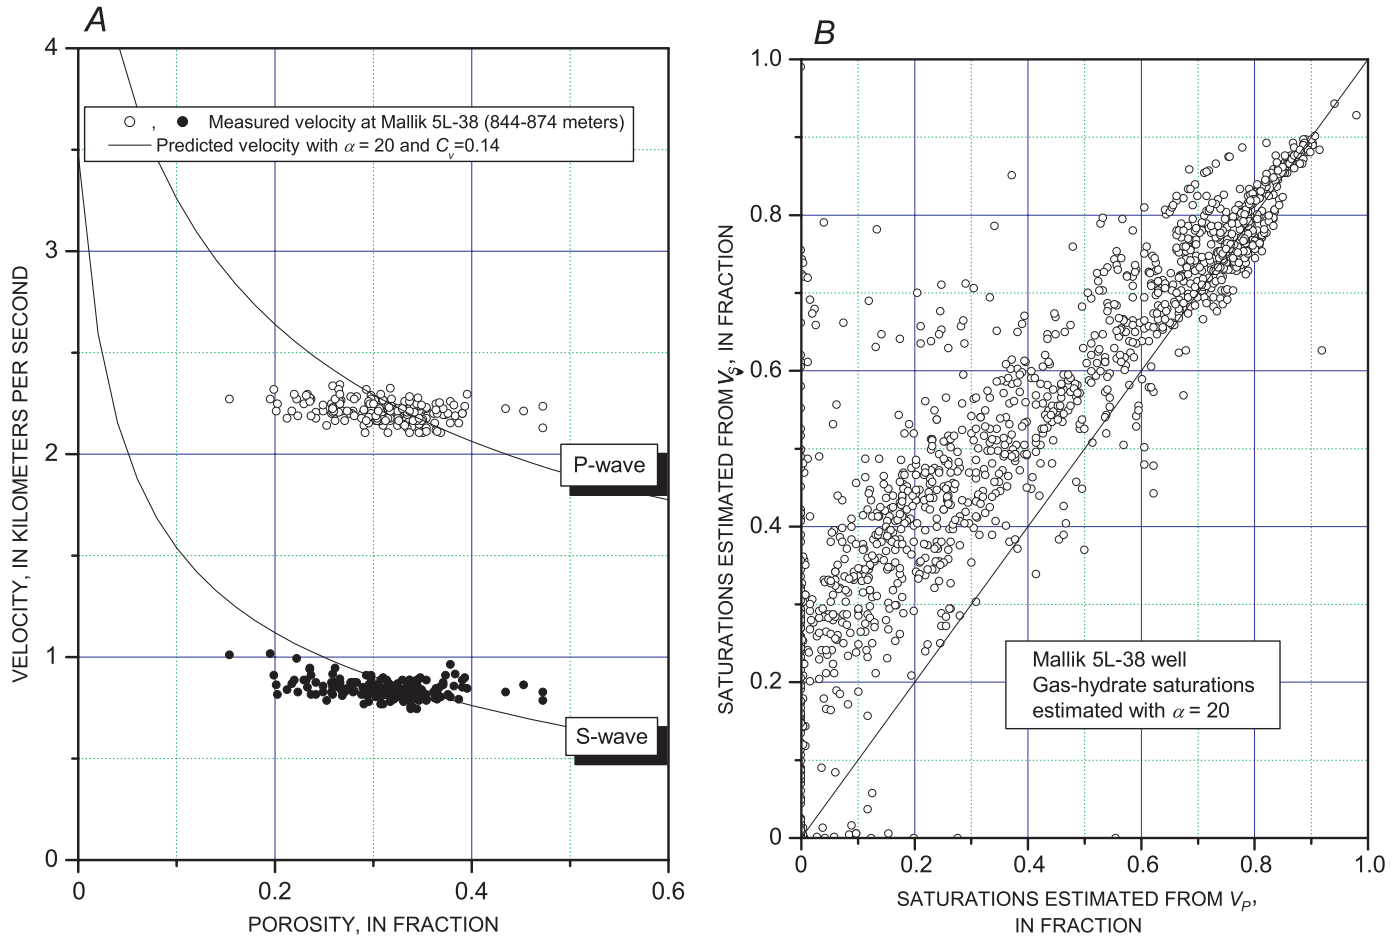 A
4
3
2
1
0
VELOCITY, IN KILOMETERS PER SECOND
○ , ● Measured velocity at Mallik 5L-38 (844-874 meters)
Predicted velocity with α = 20 and Cv=0.14
P-wave
S-wave
0 0.2 0.4 0.6
POROSITY, IN FRACTION
B
1.0
0.8
0.6
0.4
0.2
0
SATURATIONS ESTIMATED FROM VS, IN FRACTION
Mallik 5L-38 well
Gas-hydrate saturations
estimated with α = 20
0 0.2 0.4 0.6 0.8 1.0
SATURATIONS ESTIMATED FROM VP,
IN FRACTION